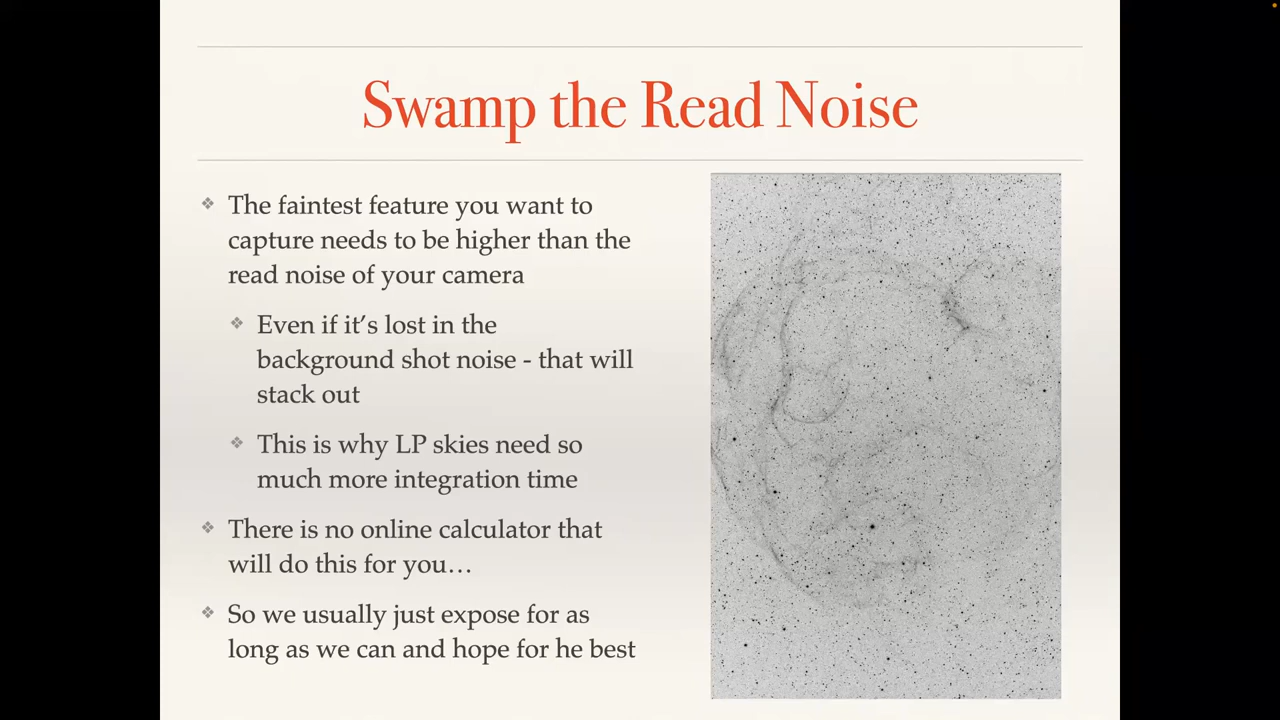 Swamp the Read Noise
The faintest feature you want to
capture needs to be higher than the
read noise of your camera
Even if it’s lost in the
background shot noise - that will
stack out
This is why LP skies need so
much more integration time
There is no online calculator that
will do this for you…
So we usually just expose for as
long as we can and hope for he best